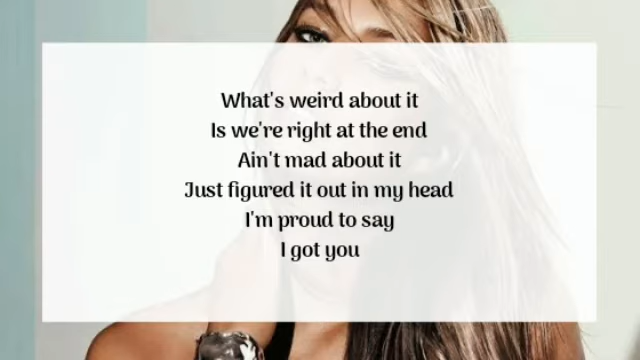 What's weird about it
Is we're right at the end
Ain't mad about it
Just figured it out in my head
I'm proud to say
I got you